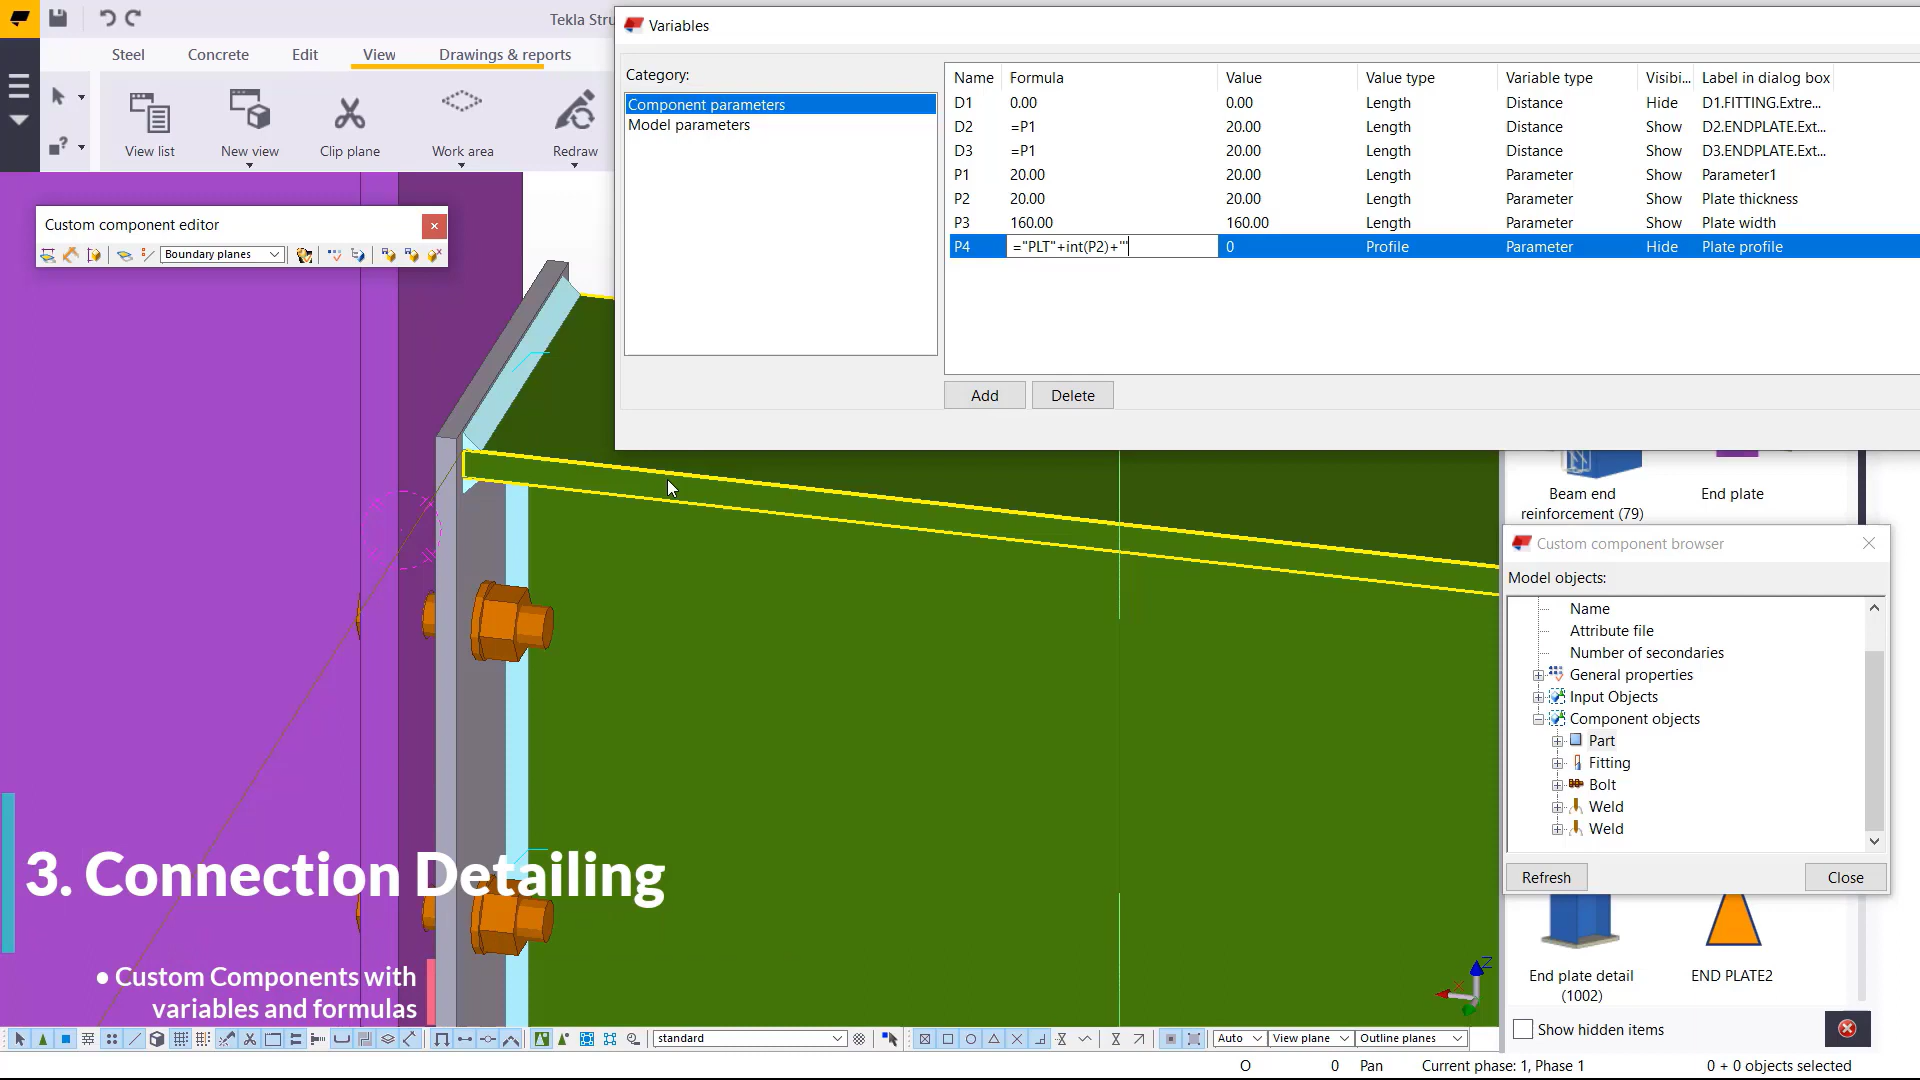 Tekla Stru
Steel
Concrete
Edit
View
Drawings & reports
View list
New view
Clip plane
Work area
Redraw
Custom component editor
Boundary planes
Variables
Category:
Component parameters
Model parameters
Name Formula Value Value type Variable type Visibi... Label in dialog box
D1 0.00 0.00 Length Distance Hide D1.FITTING.Extre...
D2 =P1 20.00 Length Distance Show D2.ENDPLATE.Ext...
D3 =P1 20.00 Length Distance Show D3.ENDPLATE.Ext...
P1 20.00 20.00 Length Parameter Show Parameter1
P2 20.00 20.00 Length Parameter Show Plate thickness
P3 160.00 160.00 Length Parameter Show Plate width
P4 ="PLT"+int(P2)+"" 0 Profile Parameter Hide Plate profile
Add
Delete
Beam end
reinforcement (79)
End plate
Custom component browser
Model objects:
Name
Attribute file
Number of secondaries
General properties
Input Objects
Component objects
Part
Fitting
Bolt
Weld
Weld
Refresh
Close
End plate detail
(1002)
END PLATE2
Show hidden items
3. Connection Detailing
• Custom Components with
variables and formulas
Z
X
standard
Auto
View plane
Outline planes
O 0 Pan Current phase: 1, Phase 1 0 + 0 objects selected